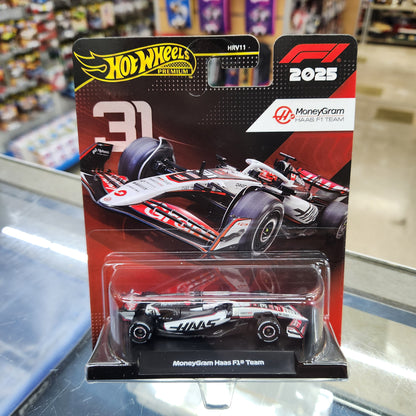 HOT WHEELS
PREMIUM
HRV11
F1
2025
31
MoneyGram
HAAS F1 TEAM
HAAS
MoneyGram Haas F1® Team